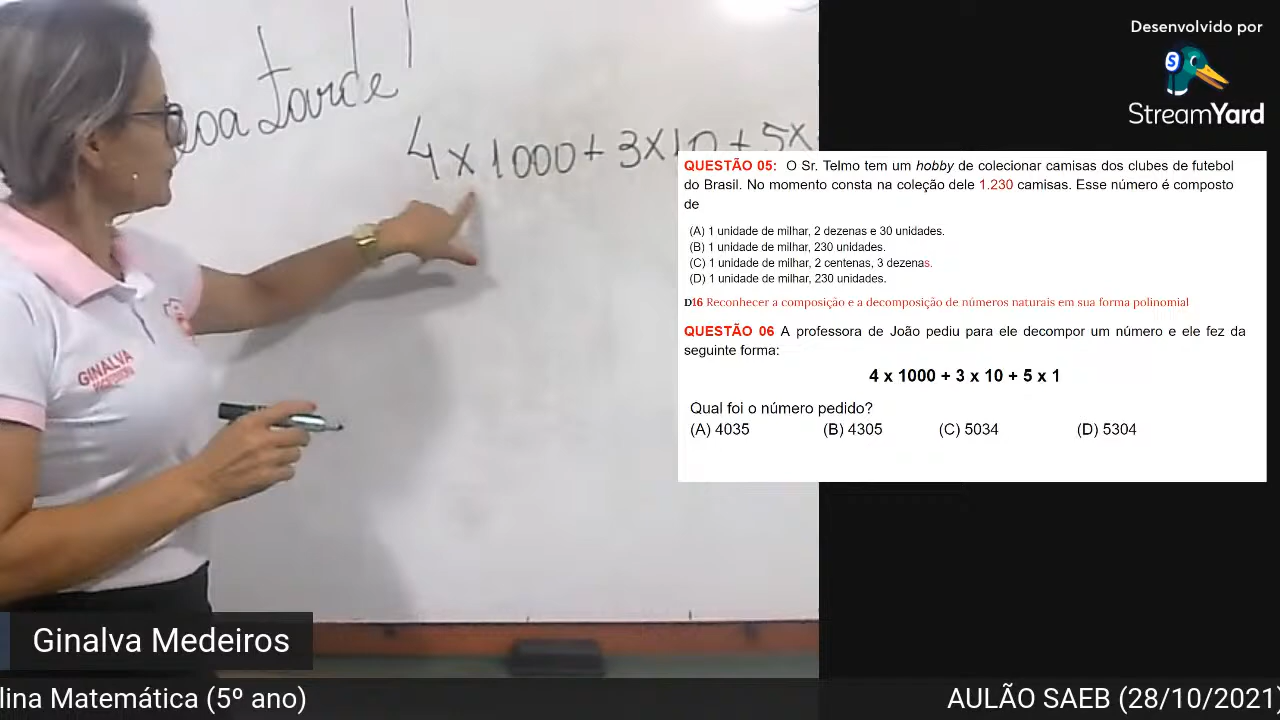 Desenvolvido por
StreamYard
oa tarde!
4 x 1000 + 3 x 10 + 5 x
QUESTÃO 05: O Sr. Telmo tem um hobby de colecionar camisas dos clubes de futebol
do Brasil. No momento consta na coleção dele 1.230 camisas. Esse número é composto
de
(A) 1 unidade de milhar, 2 dezenas e 30 unidades.
(B) 1 unidade de milhar, 230 unidades.
(C) 1 unidade de milhar, 2 centenas, 3 dezenas.
(D) 1 unidade de milhar, 230 unidades.
D16 Reconhecer a composição e a decomposição de números naturais em sua forma polinomial
QUESTÃO 06 A professora de João pediu para ele decompor um número e ele fez da
seguinte forma:
4 x 1000 + 3 x 10 + 5 x 1
Qual foi o número pedido?
(A) 4035 (B) 4305 (C) 5034 (D) 5304
GINALVA
Ginalva Medeiros
lina Matemática (5º ano)
AULÃO SAEB (28/10/2021)